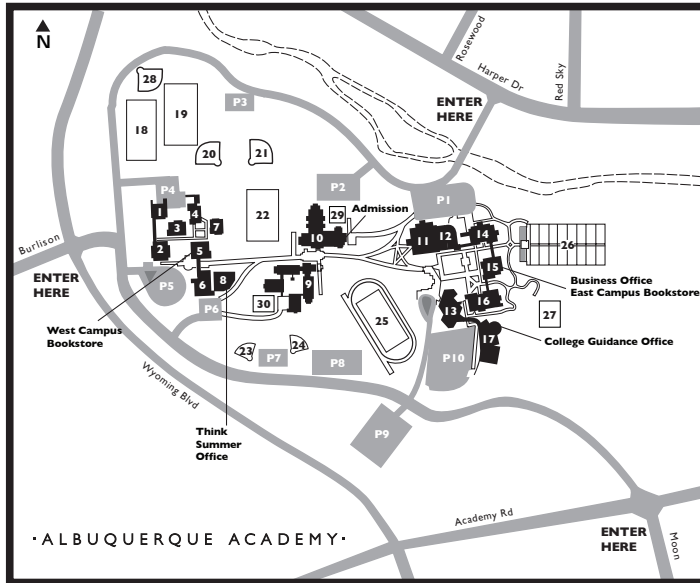 N
Rosewood
Harper Dr
Red Sky
ENTER
HERE
28
19
18
P3
20
21
P4
P2
P1
1
4
3
7
22
29
Admission
10
11
12
14
26
2
5
15
Burlison
ENTER
HERE
P5
6
8
9
30
P6
25
13
16
27
17
Business Office
East Campus Bookstore
College Guidance Office
West Campus
Bookstore
23
P7
24
P8
P10
Wyoming Blvd
P9
Think
Summer
Office
Academy Rd
ENTER
HERE
Moon
·ALBUQUERQUE ACADEMY·